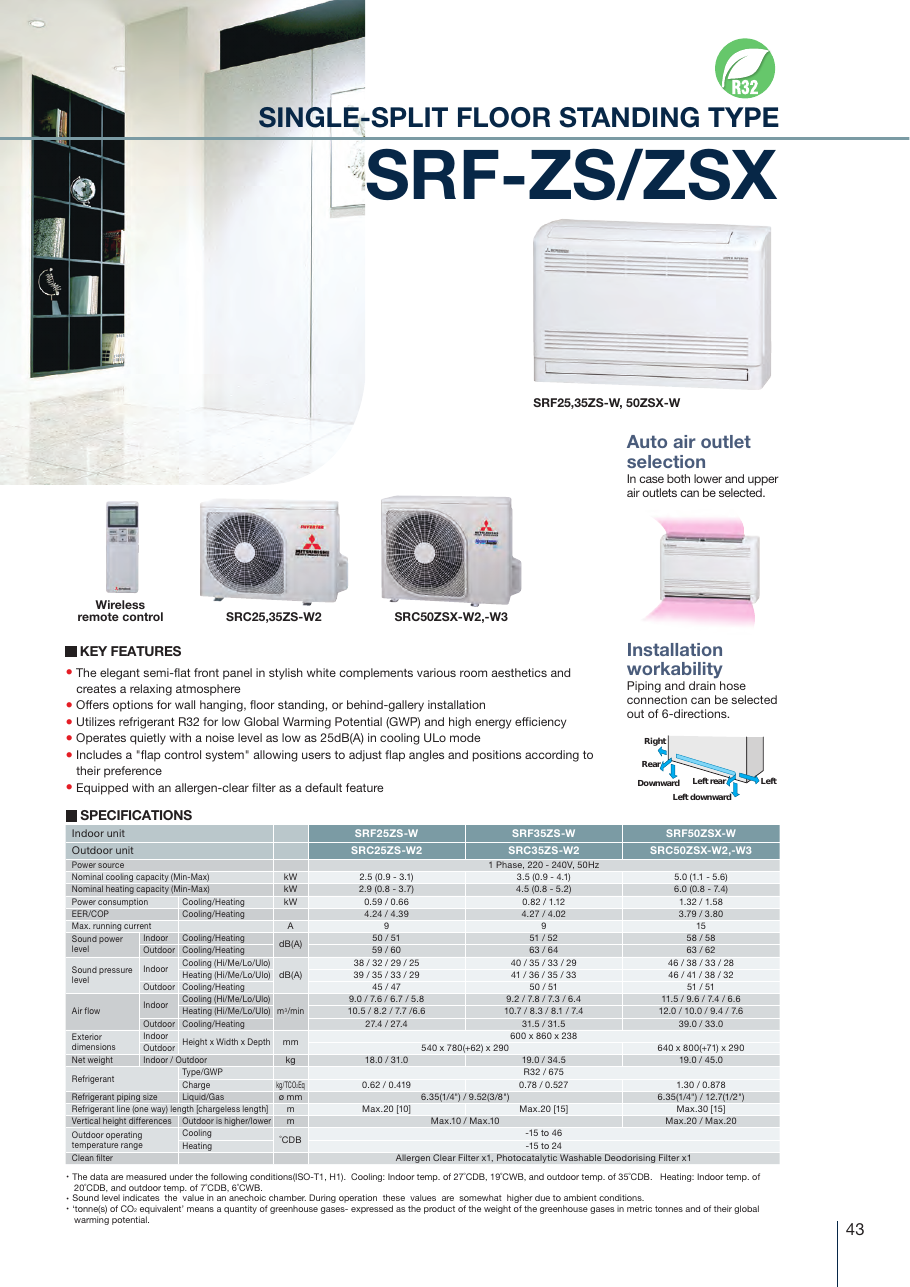 R32
SINGLE-SPLIT FLOOR STANDING TYPE
SRF-ZS/ZSX
SRF25,35ZS-W, 50ZSX-W
Auto air outlet
selection
In case both lower and upper
air outlets can be selected.
INVERTER
MITSUBISHI
Wireless
remote control
SRC25,35ZS-W2
SRC50ZSX-W2,-W3
KEY FEATURES
• The elegant semi-flat front panel in stylish white complements various room aesthetics and
creates a relaxing atmosphere
• Offers options for wall hanging, floor standing, or behind-gallery installation
• Utilizes refrigerant R32 for low Global Warming Potential (GWP) and high energy efficiency
• Operates quietly with a noise level as low as 25dB(A) in cooling ULo mode
• Includes a "flap control system" allowing users to adjust flap angles and positions according to
their preference
• Equipped with an allergen-clear filter as a default feature
Installation
workability
Piping and drain hose
connection can be selected
out of 6-directions.
Right
Rear
Downward
Left rear
Left
Left downward
SPECIFICATIONS
Indoor unit SRF25ZS-W SRF35ZS-W SRF50ZSX-W
Outdoor unit SRC25ZS-W2 SRC35ZS-W2 SRC50ZSX-W2,-W3
Power source 1 Phase, 220 - 240V, 50Hz
Nominal cooling capacity (Min-Max) kW 2.5 (0.9 - 3.1) 3.5 (0.9 - 4.1) 5.0 (1.1 - 5.6)
Nominal heating capacity (Min-Max) kW 2.9 (0.8 - 3.7) 4.5 (0.8 - 5.2) 6.0 (0.8 - 7.4)
Power consumption Cooling/Heating kW 0.59 / 0.66 0.82 / 1.12 1.32 / 1.58
EER/COP Cooling/Heating 4.24 / 4.39 4.27 / 4.02 3.79 / 3.80
Max. running current A 9 9 15
Sound power level Indoor Cooling/Heating dB(A) 50 / 51 51 / 52 58 / 58
Outdoor Cooling/Heating 59 / 60 63 / 64 63 / 62
Sound pressure level Indoor Cooling (Hi/Me/Lo/Ulo) dB(A) 38 / 32 / 29 / 25 40 / 35 / 33 / 29 46 / 38 / 33 / 28
Heating (Hi/Me/Lo/Ulo) 39 / 35 / 33 / 29 41 / 36 / 35 / 33 46 / 41 / 38 / 32
Outdoor Cooling/Heating 45 / 47 50 / 51 51 / 51
Air flow Indoor Cooling (Hi/Me/Lo/Ulo) m³/min 9.0 / 7.6 / 6.7 / 5.8 9.2 / 7.8 / 7.3 / 6.4 11.5 / 9.6 / 7.4 / 6.6
Heating (Hi/Me/Lo/Ulo) 10.5 / 8.2 / 7.7 /6.6 10.7 / 8.3 / 8.1 / 7.4 12.0 / 10.0 / 9.4 / 7.6
Outdoor Cooling/Heating 27.4 / 27.4 31.5 / 31.5 39.0 / 33.0
Exterior dimensions Indoor Height x Width x Depth mm 600 x 860 x 238
Outdoor 540 x 780(+62) x 290 640 x 800(+71) x 290
Net weight Indoor / Outdoor kg 18.0 / 31.0 19.0 / 34.5 19.0 / 45.0
Refrigerant Type/GWP R32 / 675
Charge kg/TCO₂Eq 0.62 / 0.419 0.78 / 0.527 1.30 / 0.878
Refrigerant piping size Liquid/Gas ø mm 6.35(1/4") / 9.52(3/8") 6.35(1/4") / 12.7(1/2")
Refrigerant line (one way) length [chargeless length] m Max.20 [10] Max.20 [15] Max.30 [15]
Vertical height differences Outdoor is higher/lower m Max.10 / Max.10 Max.20 / Max.20
Outdoor operating temperature range Cooling ˚CDB -15 to 46
Heating -15 to 24
Clean filter Allergen Clear Filter x1, Photocatalytic Washable Deodorising Filter x1
・The data are measured under the following conditions(ISO-T1, H1). Cooling: Indoor temp. of 27˚CDB, 19˚CWB, and outdoor temp. of 35˚CDB. Heating: Indoor temp. of
20˚CDB, and outdoor temp. of 7˚CDB, 6˚CWB.
・Sound level indicates the value in an anechoic chamber. During operation these values are somewhat higher due to ambient conditions.
・'tonne(s) of CO₂ equivalent' means a quantity of greenhouse gases- expressed as the product of the weight of the greenhouse gases in metric tonnes and of their global
warming potential.
43